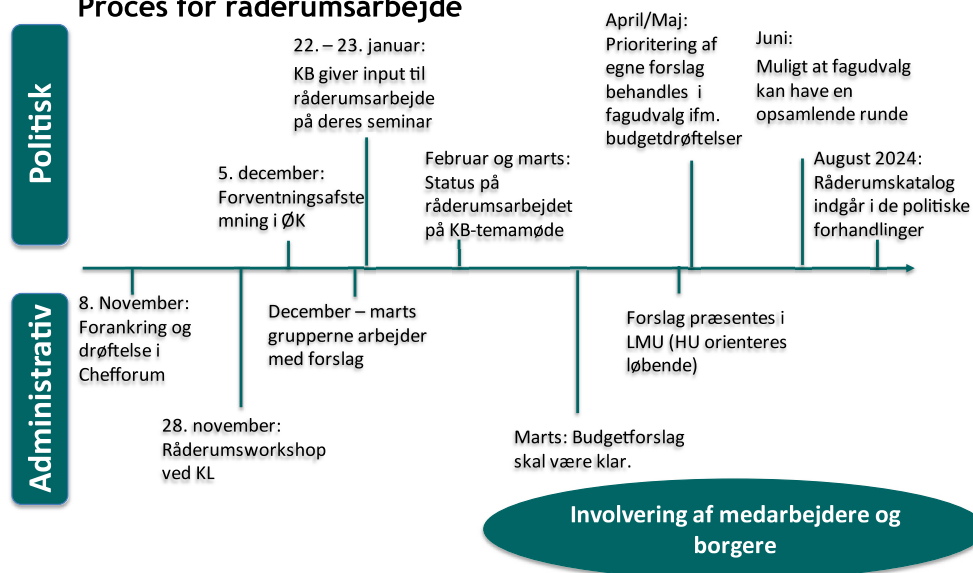 Proces for råderumsarbejde
Politisk
22. – 23. januar:
KB giver input til
råderumsarbejde
på deres seminar
April/Maj:
Prioritering af
egne forslag
behandles i
fagudvalg ifm.
budgetdrøftelser
Juni:
Muligt at fagudvalg
kan have en
opsamlende runde
5. december:
Forventningsafste
mning i ØK
Februar og marts:
Status på
råderumsarbejdet
på KB-temamøde
August 2024:
Råderumskatalog
indgår i de politiske
forhandlinger
Administrativ
8. November:
Forankring og
drøftelse i
Chefforum
December – marts
grupperne arbejder
med forslag
Forslag præsentes i
LMU (HU orienteres
løbende)
28. november:
Råderumsworkshop
ved KL
Marts: Budgetforslag
skal være klar.
Involvering af medarbejdere og
borgere